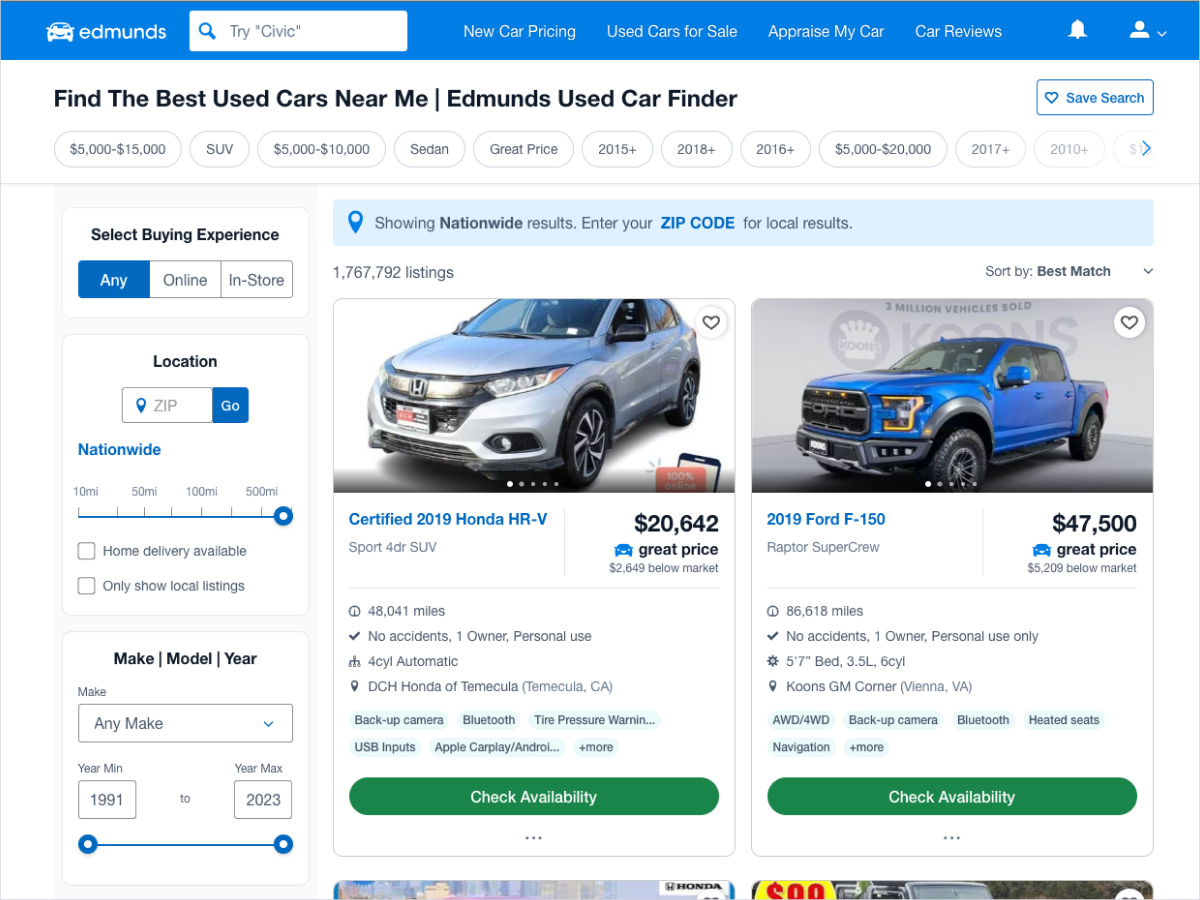 edmunds
Try "Civic"
New Car Pricing
Used Cars for Sale
Appraise My Car
Car Reviews
Find The Best Used Cars Near Me | Edmunds Used Car Finder
Save Search
$5,000-$15,000
SUV
$5,000-$10,000
Sedan
Great Price
2015+
2018+
2016+
$5,000-$20,000
2017+
2010+
Select Buying Experience
Any
Online
In-Store
Location
ZIP
Go
Nationwide
10mi 50mi 100mi 500mi
Home delivery available
Only show local listings
Make | Model | Year
Make
Any Make
Year Min
Year Max
1991
to
2023
Showing Nationwide results. Enter your ZIP CODE for local results.
1,767,792 listings
Sort by: Best Match
100%
online
Certified 2019 Honda HR-V
Sport 4dr SUV
$20,642
great price
$2,649 below market
48,041 miles
No accidents, 1 Owner, Personal use
4cyl Automatic
DCH Honda of Temecula (Temecula, CA)
Back-up camera
Bluetooth
Tire Pressure Warnin...
USB Inputs
Apple Carplay/Androi...
+more
Check Availability
...
3 MILLION VEHICLES SOLD
KOONS
KOONS
FORD
KOONS
2019 Ford F-150
Raptor SuperCrew
$47,500
great price
$5,209 below market
86,618 miles
No accidents, 1 Owner, Personal use only
5'7” Bed, 3.5L, 6cyl
Koons GM Corner (Vienna, VA)
AWD/4WD
Back-up camera
Bluetooth
Heated seats
Navigation
+more
Check Availability
...
HONDA
$99